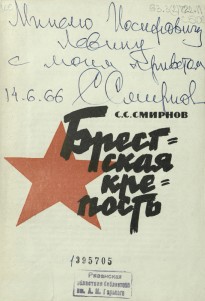 Михаилу Иосифовичу
Левину
с моим приветом
С Смирнов
14.6.66
С.С.СМИРНОВ
Брест=
ская
кре=
пость
1395705
Рязанская
областная библиотека
им. А. М. Горького